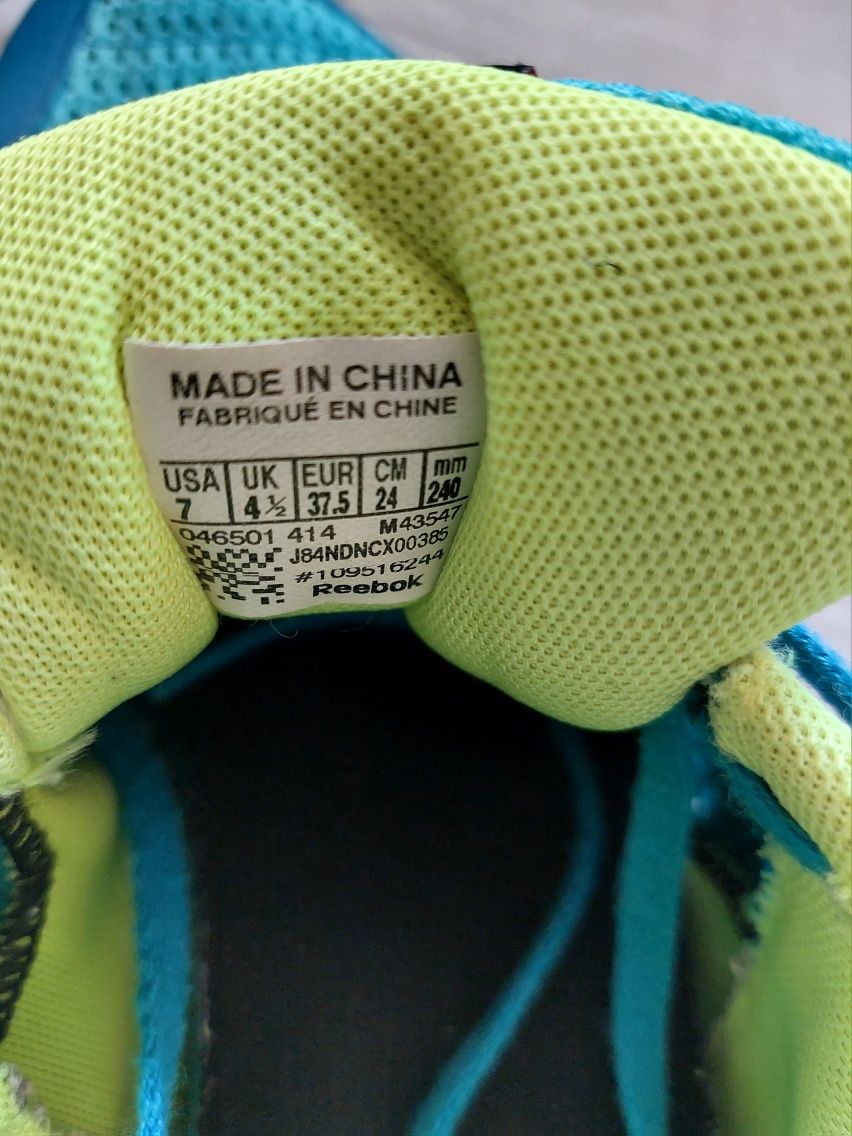 MADE IN CHINA
FABRIQUÉ EN CHINE
USA UK EUR CM mm
7 4 ½ 37.5 24 240
046501 414 M43547
J84NDNCX00385
#109516244
Reebok